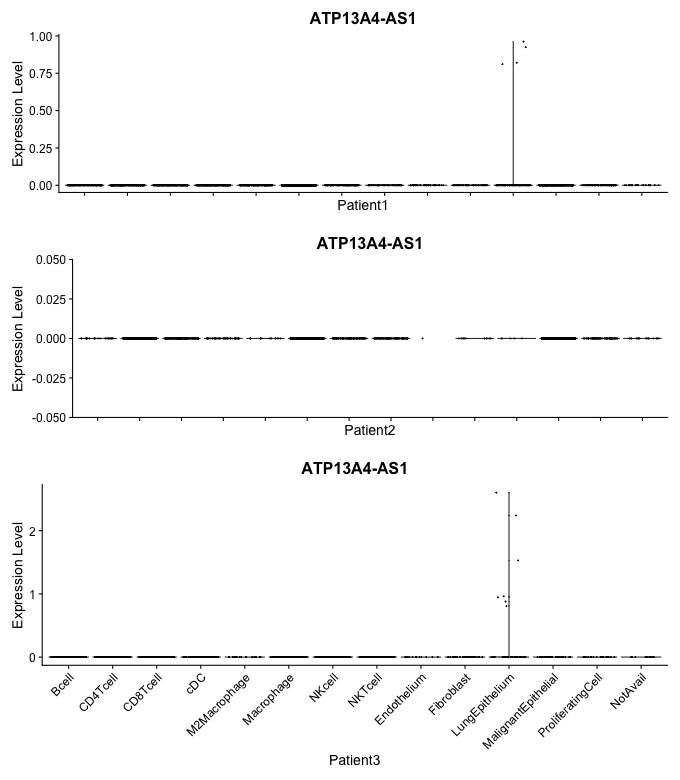 ATP13A4-AS1
Expression Level
1.00
0.75
0.50
0.25
0.00
Patient1
ATP13A4-AS1
Expression Level
0.050
0.025
0.000
-0.025
-0.050
Patient2
ATP13A4-AS1
Expression Level
2
1
0
Bcell
CD4Tcell
CD8Tcell
cDC
M2Macrophage
Macrophage
NKcell
NKTcell
Endothelium
Fibroblast
LungEpithelium
MalignantEpithelial
ProliferatingCell
NotAvail
Patient3